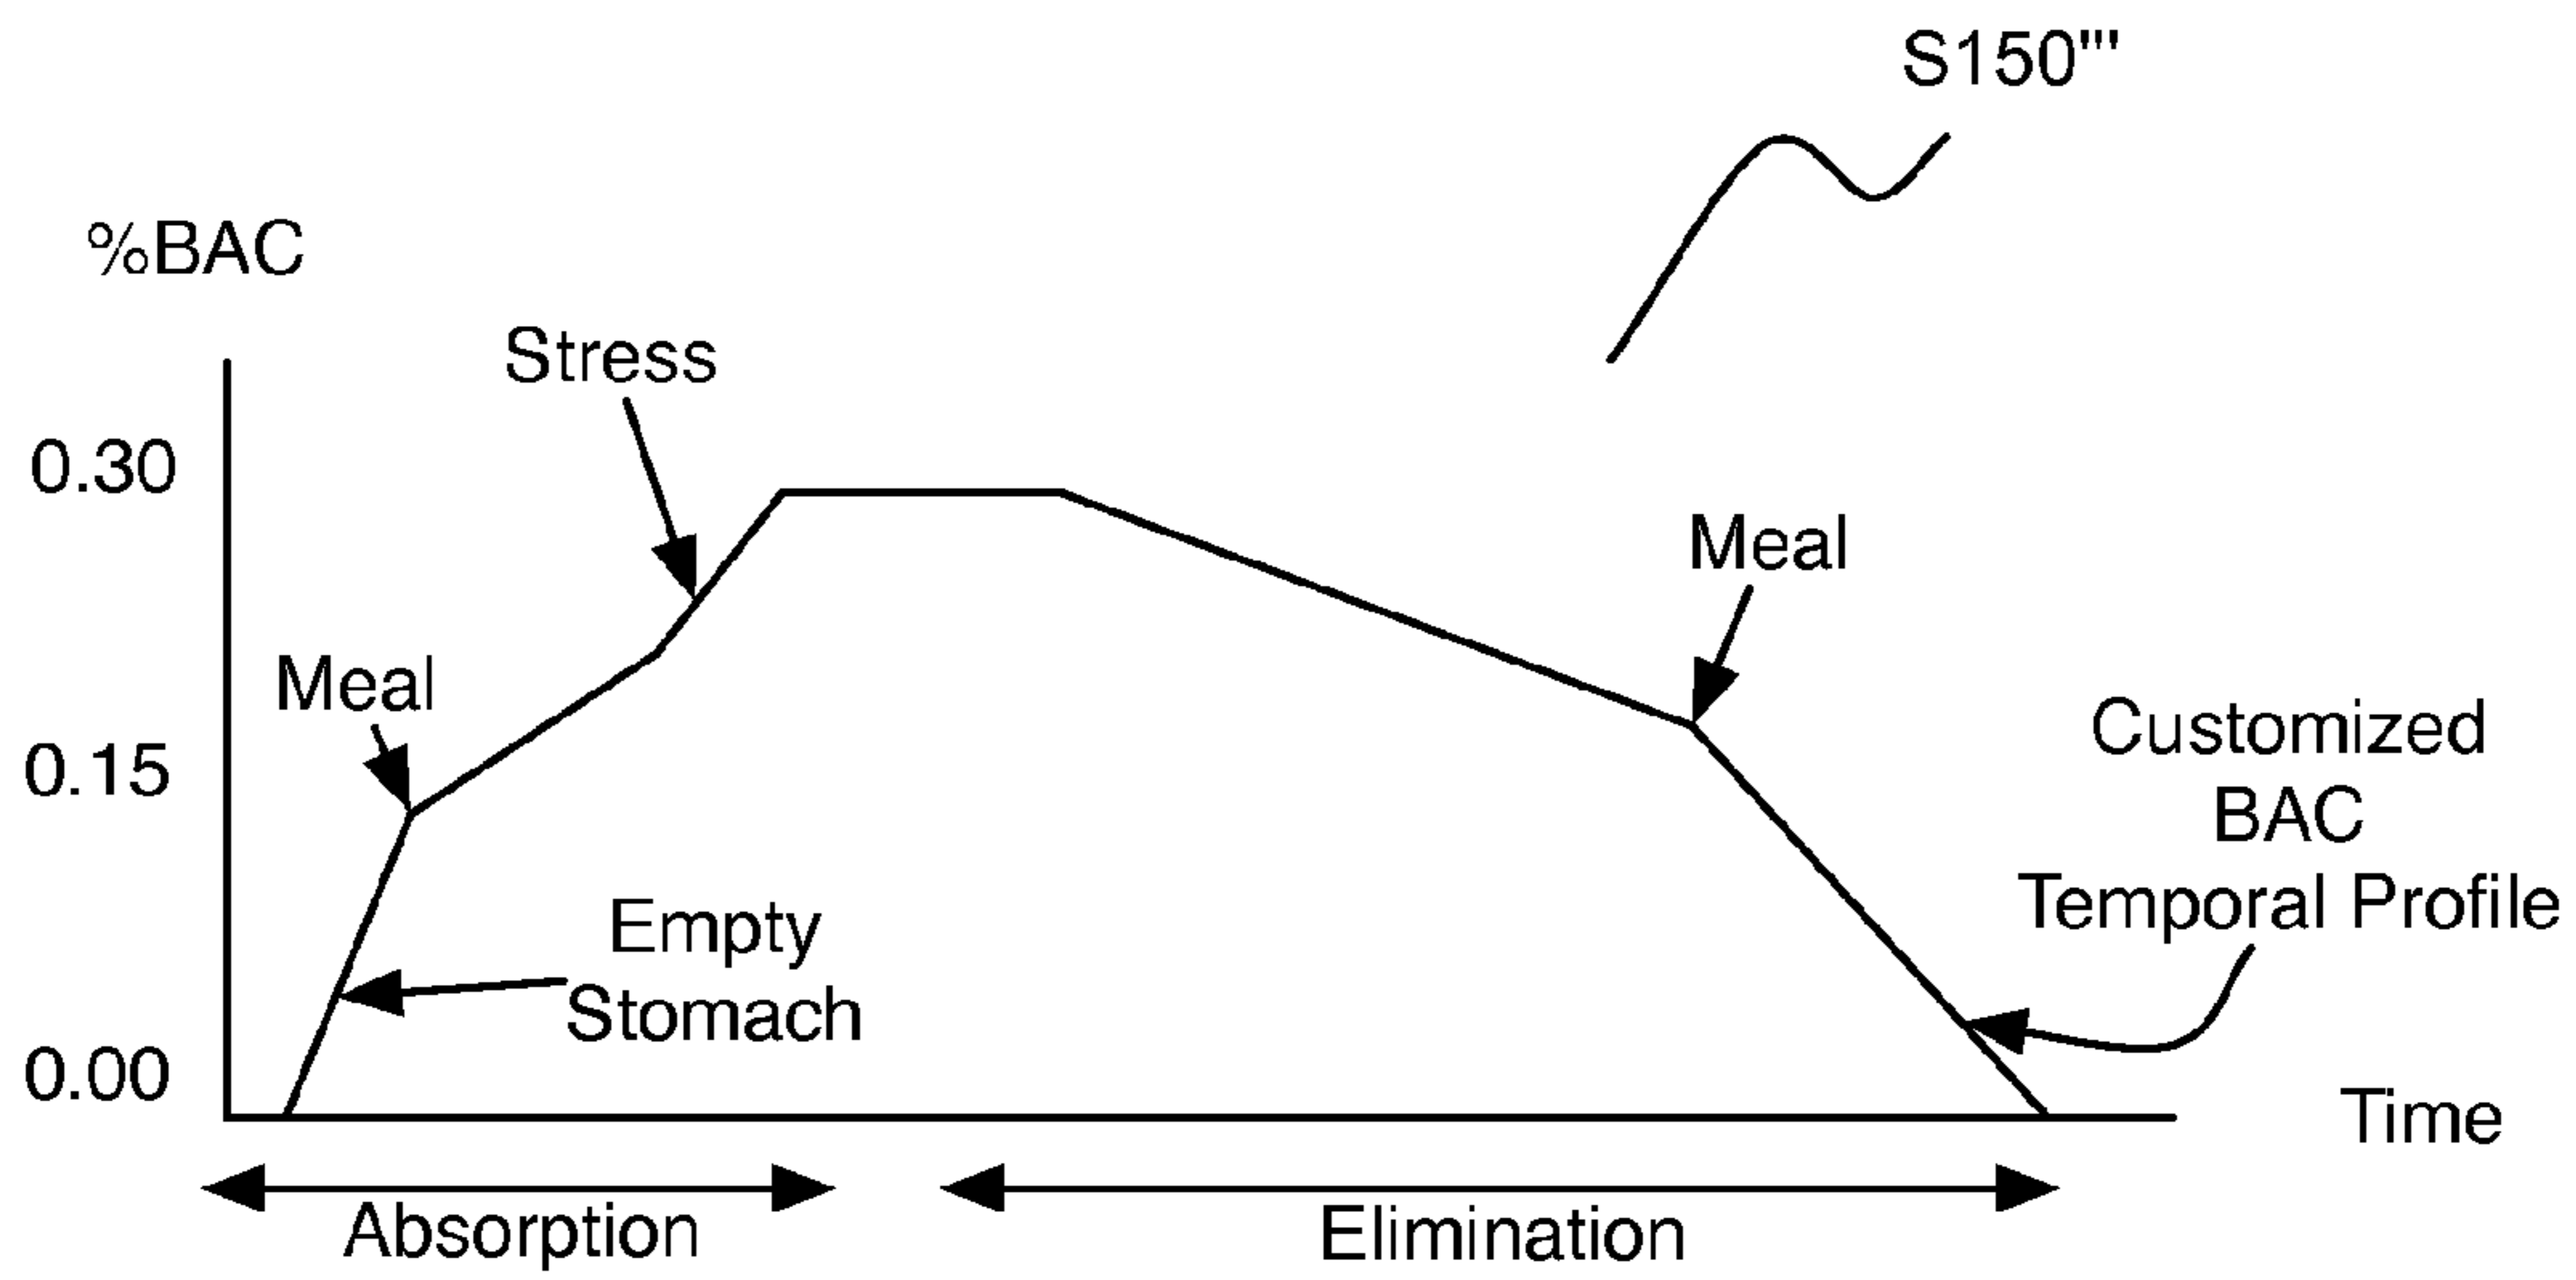 S150'''
%BAC
Stress
0.30
Meal
Meal
0.15
Customized
BAC
Temporal Profile
Empty
Stomach
0.00
Time
Absorption
Elimination